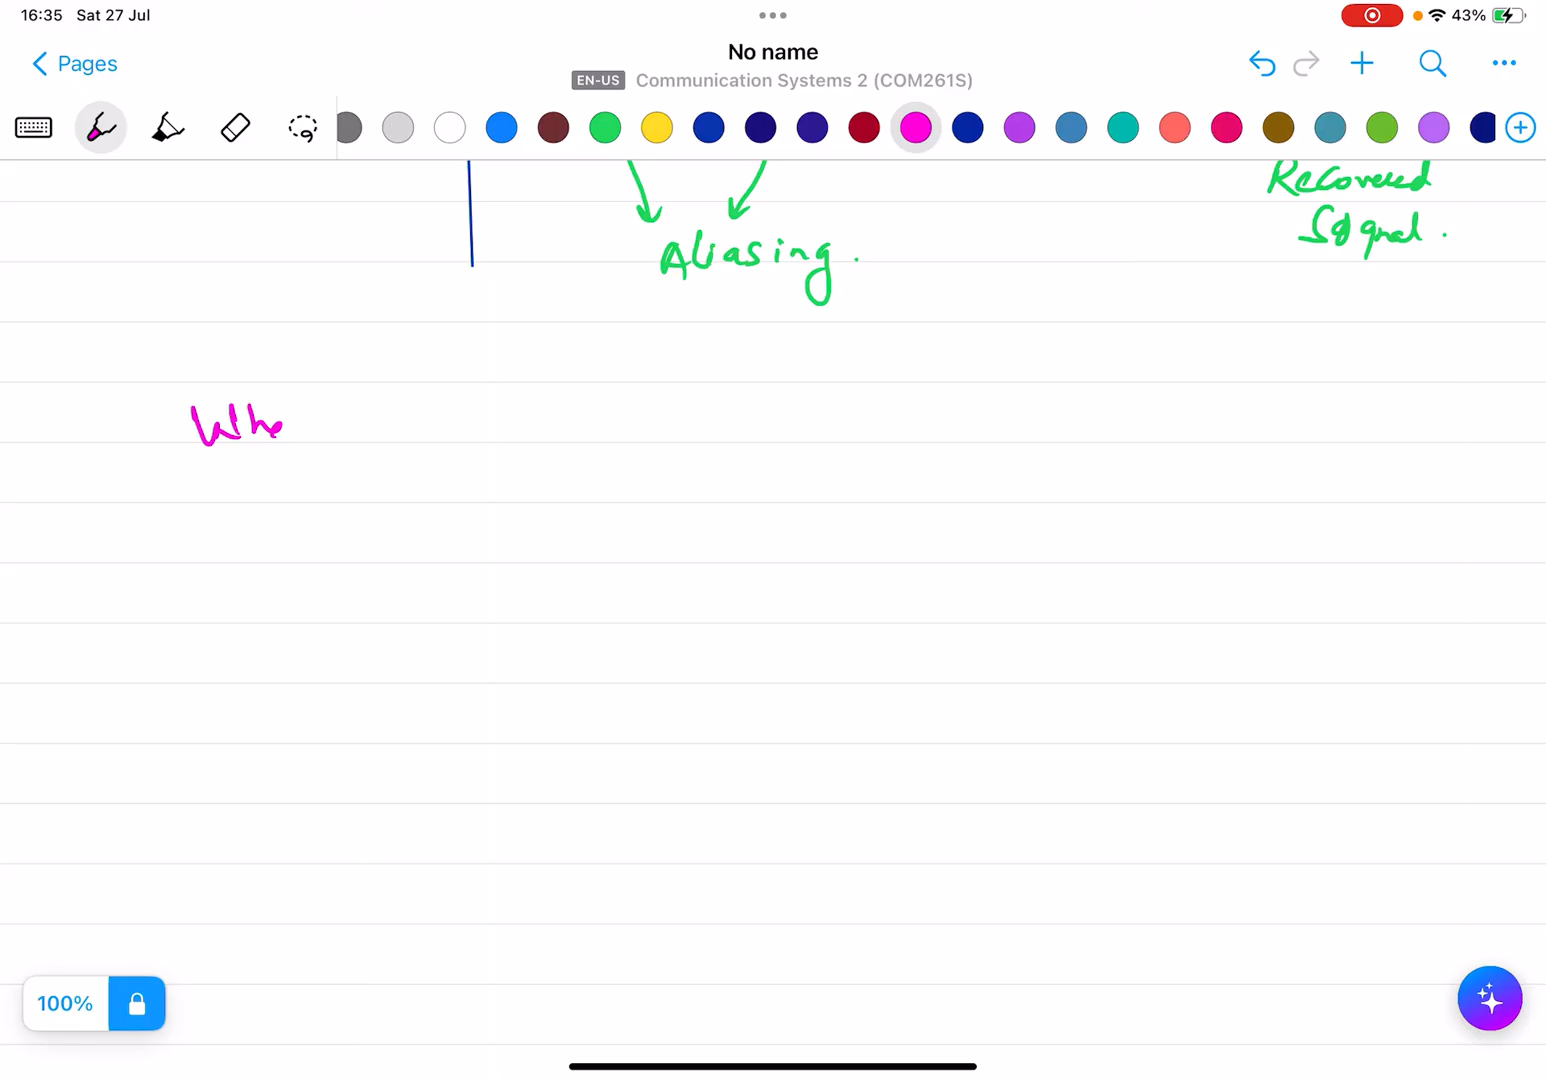 16:35 Sat 27 Jul
43%
Pages
No name
EN-US Communication Systems 2 (COM261S)
Recovered
Signal.
Aliasing.
Whe
100%